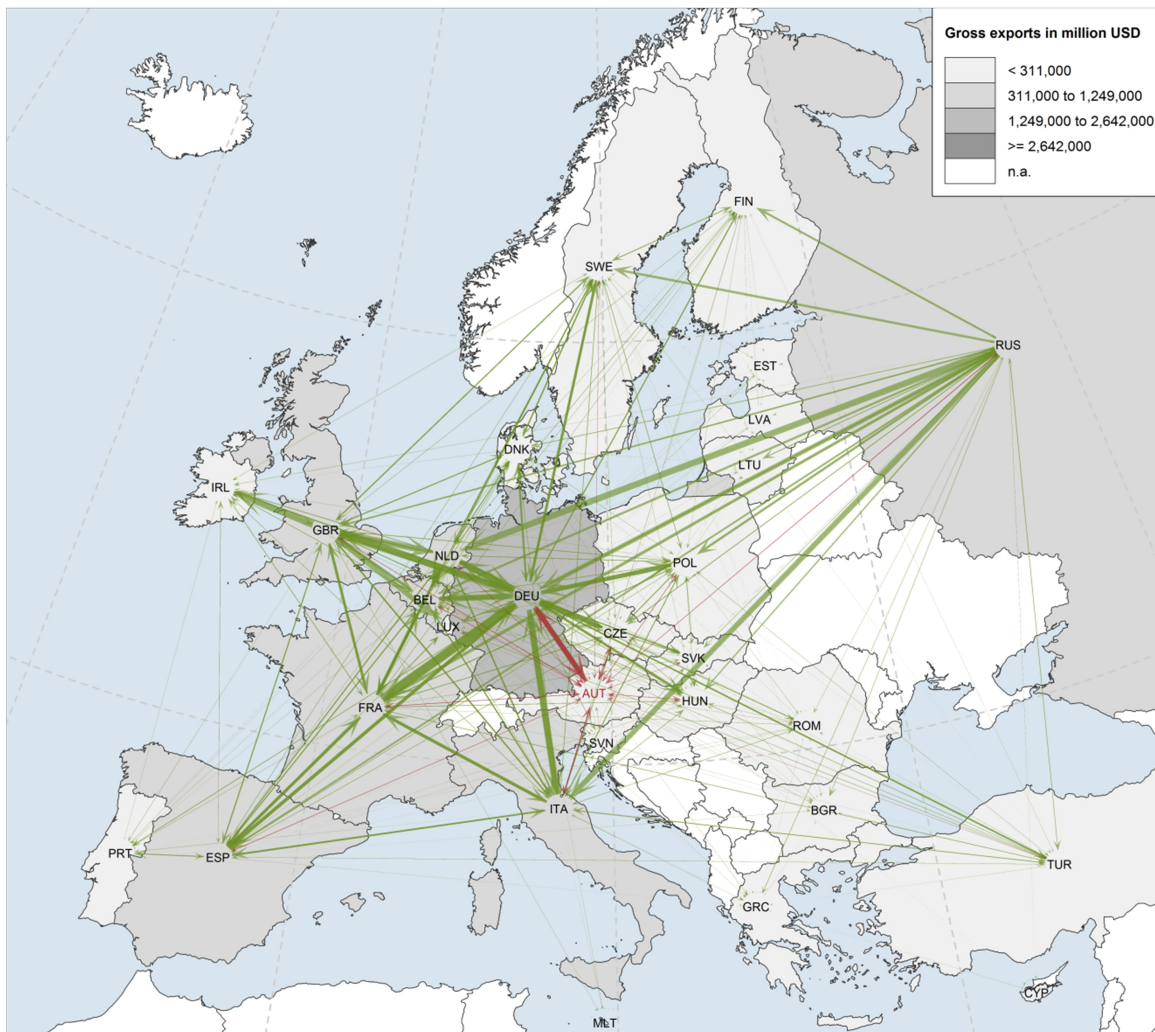 Gross exports in million USD
< 311,000
311,000 to 1,249,000
1,249,000 to 2,642,000
>= 2,642,000
n.a.
FIN
SWE
RUS
EST
LVA
DNK
LTU
IRL
GBR
NLD
POL
DEU
BEL
LUX
CZE
SVK
AUT
HUN
FRA
ROM
SVN
ITA
BGR
PRT
ESP
TUR
GRC
CYP
MLT